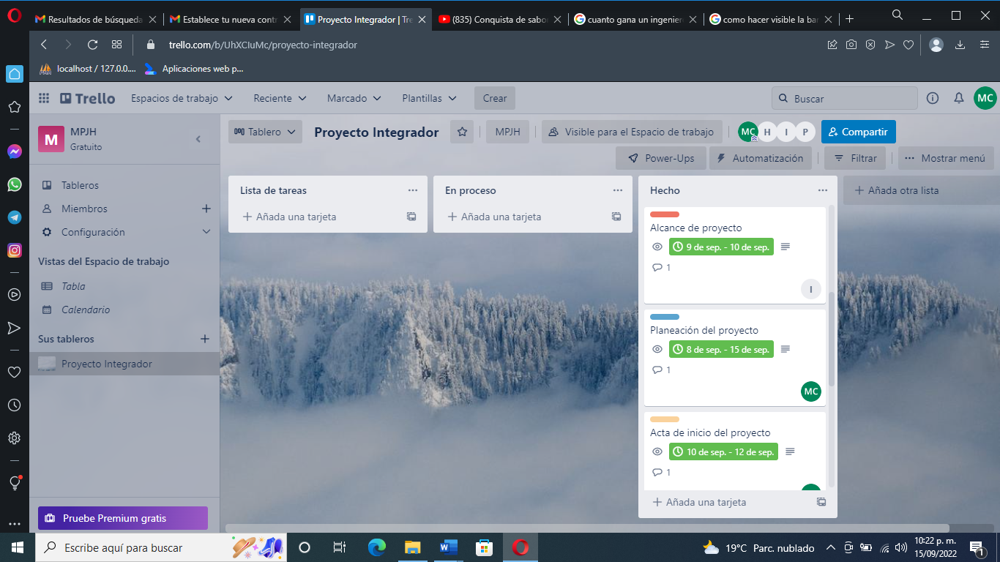 Resultados de búsqueda
Establece tu nueva cont
Proyecto Integrador | Tre
(835) Conquista de sabo
cuanto gana un ingenier
como hacer visible la ba
trello.com/b/UhXCIuMc/proyecto-integrador
localhost / 127.0.0....
Aplicaciones web p...
Trello
Espacios de trabajo
Reciente
Marcado
Plantillas
Crear
Buscar
MC
M
MPJH
Gratuito
Tablero
Proyecto Integrador
MPJH
Visible para el Espacio de trabajo
MC
H
I
P
Compartir
Power-Ups
Automatización
Filtrar
Mostrar menú
Tableros
Miembros
Configuración
Vistas del Espacio de trabajo
Tabla
Calendario
Sus tableros
Proyecto Integrador
Pruebe Premium gratis
Lista de tareas
Añada una tarjeta
En proceso
Añada una tarjeta
Hecho
Alcance de proyecto
9 de sep. - 10 de sep.
1
I
Planeación del proyecto
8 de sep. - 15 de sep.
1
MC
Acta de inicio del proyecto
10 de sep. - 12 de sep.
1
Añada una tarjeta
Añada otra lista
Escribe aquí para buscar
19°C Parc. nublado
10:22 p. m.
15/09/2022
1